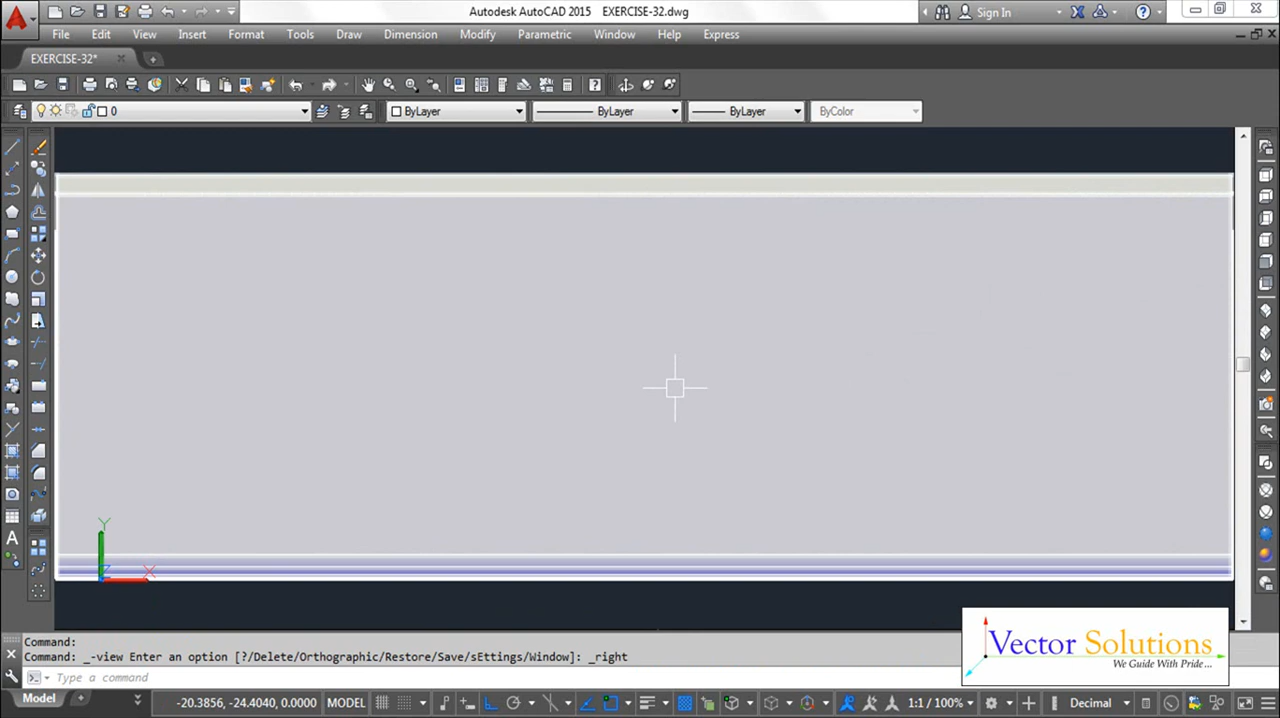 Autodesk AutoCAD 2015 EXERCISE-32.dwg
Sign In
File Edit View Insert Format Tools Draw Dimension Modify Parametric Window Help Express
EXERCISE-32*
0 ByLayer ByLayer ByLayer ByColor
A
Y
Z X
Command:
Command: _-view Enter an option [?/Delete/Orthographic/Restore/Save/sEttings/Window]: _right
Type a command
Model -20.3856, -24.4040, 0.0000 MODEL 1:1 / 100% Decimal
Vector Solutions
We Guide With Pride...